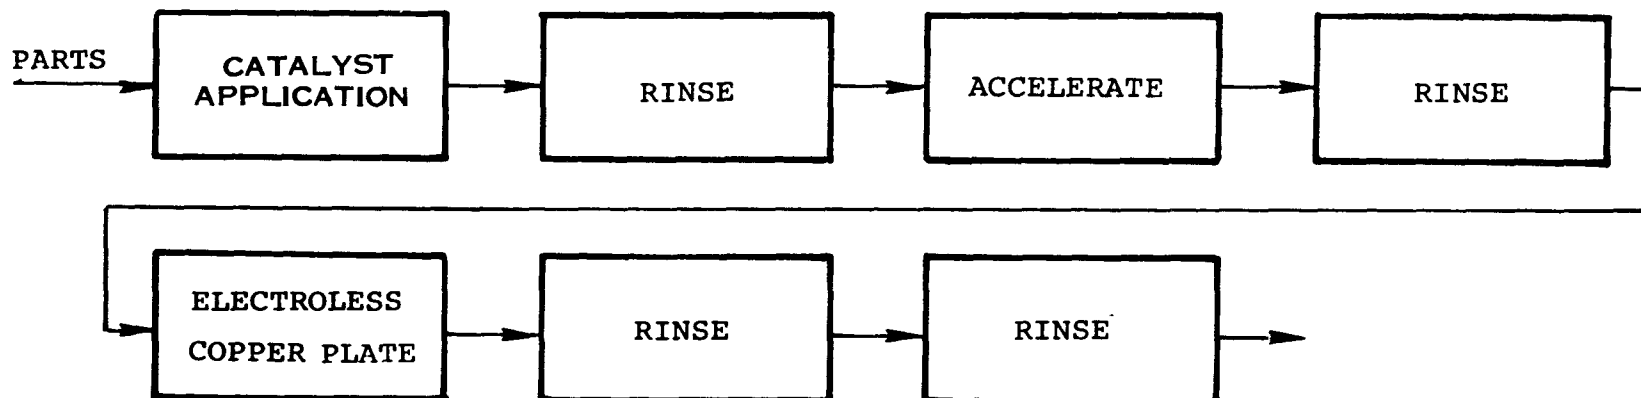 PARTS
CATALYST
APPLICATION
RINSE
ACCELERATE
RINSE
ELECTROLESS
COPPER PLATE
RINSE
RINSE